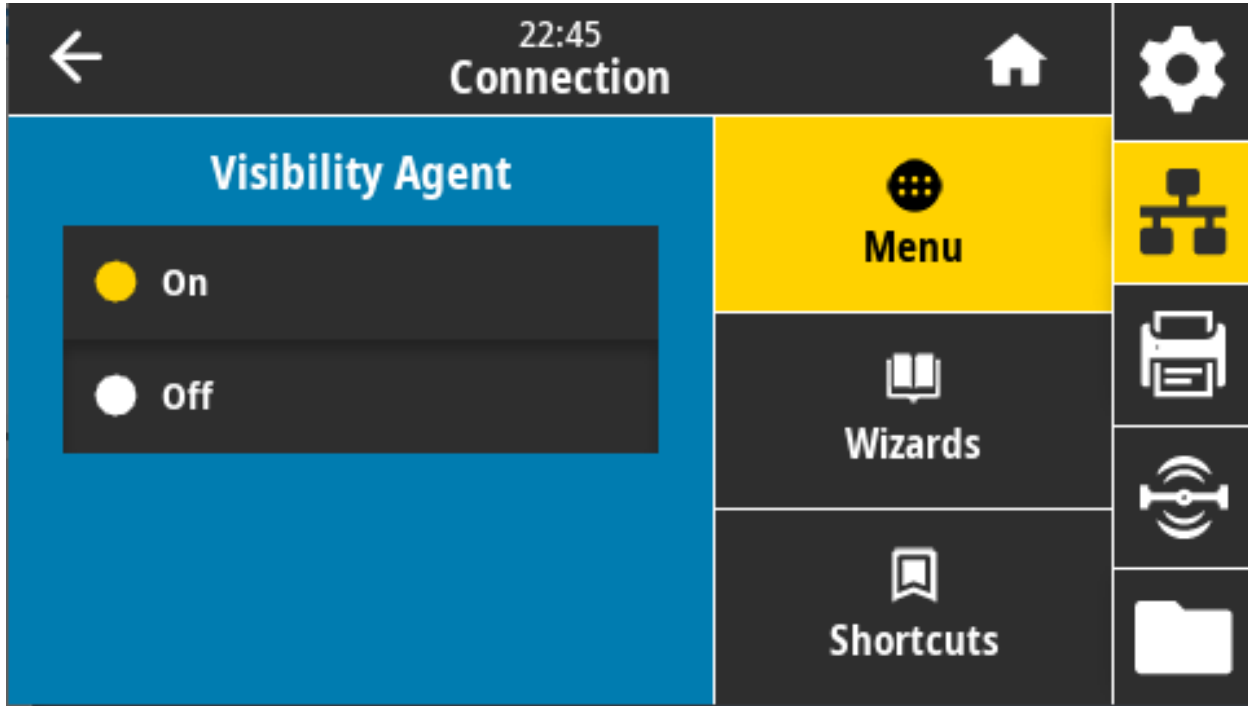 22:45
Connection
Visibility Agent
On
Off
Menu
Wizards
Shortcuts